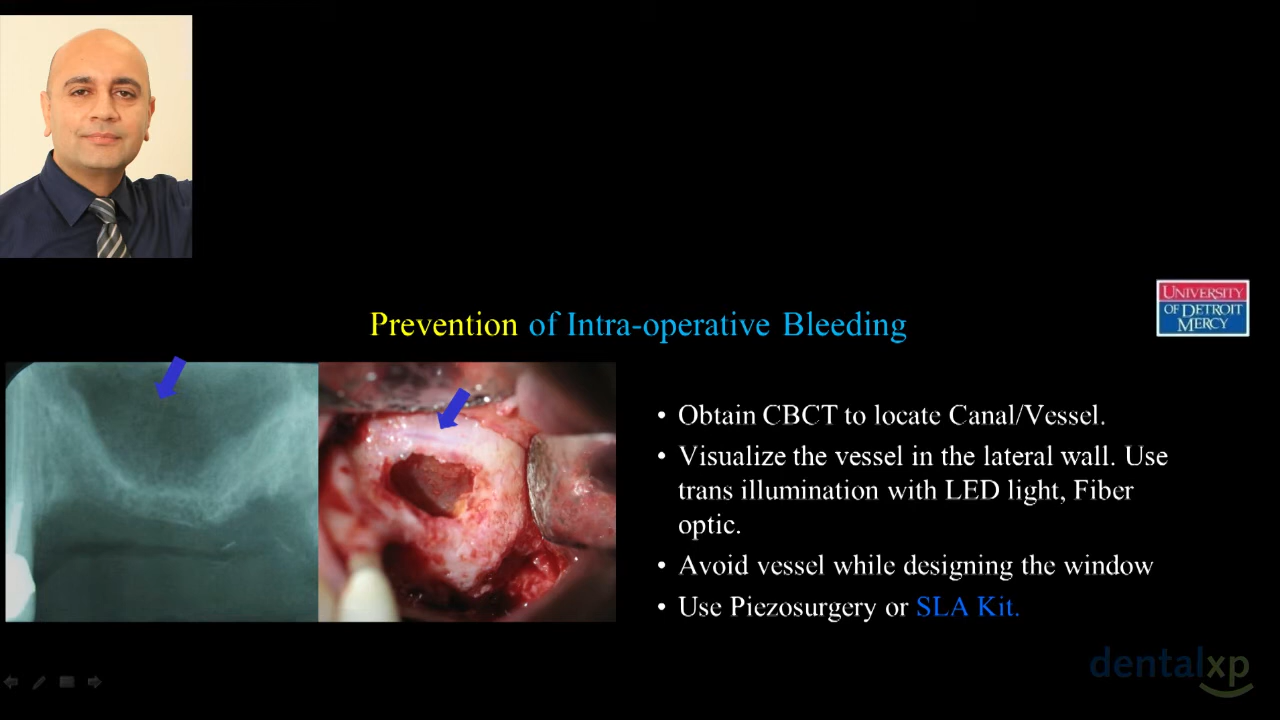 UNIVERSITY
OF DETROIT
MERCY
Prevention of Intra-operative Bleeding
• Obtain CBCT to locate Canal/Vessel.
• Visualize the vessel in the lateral wall. Use
trans illumination with LED light, Fiber
optic.
• Avoid vessel while designing the window
• Use Piezosurgery or SLA Kit.
dentalxp